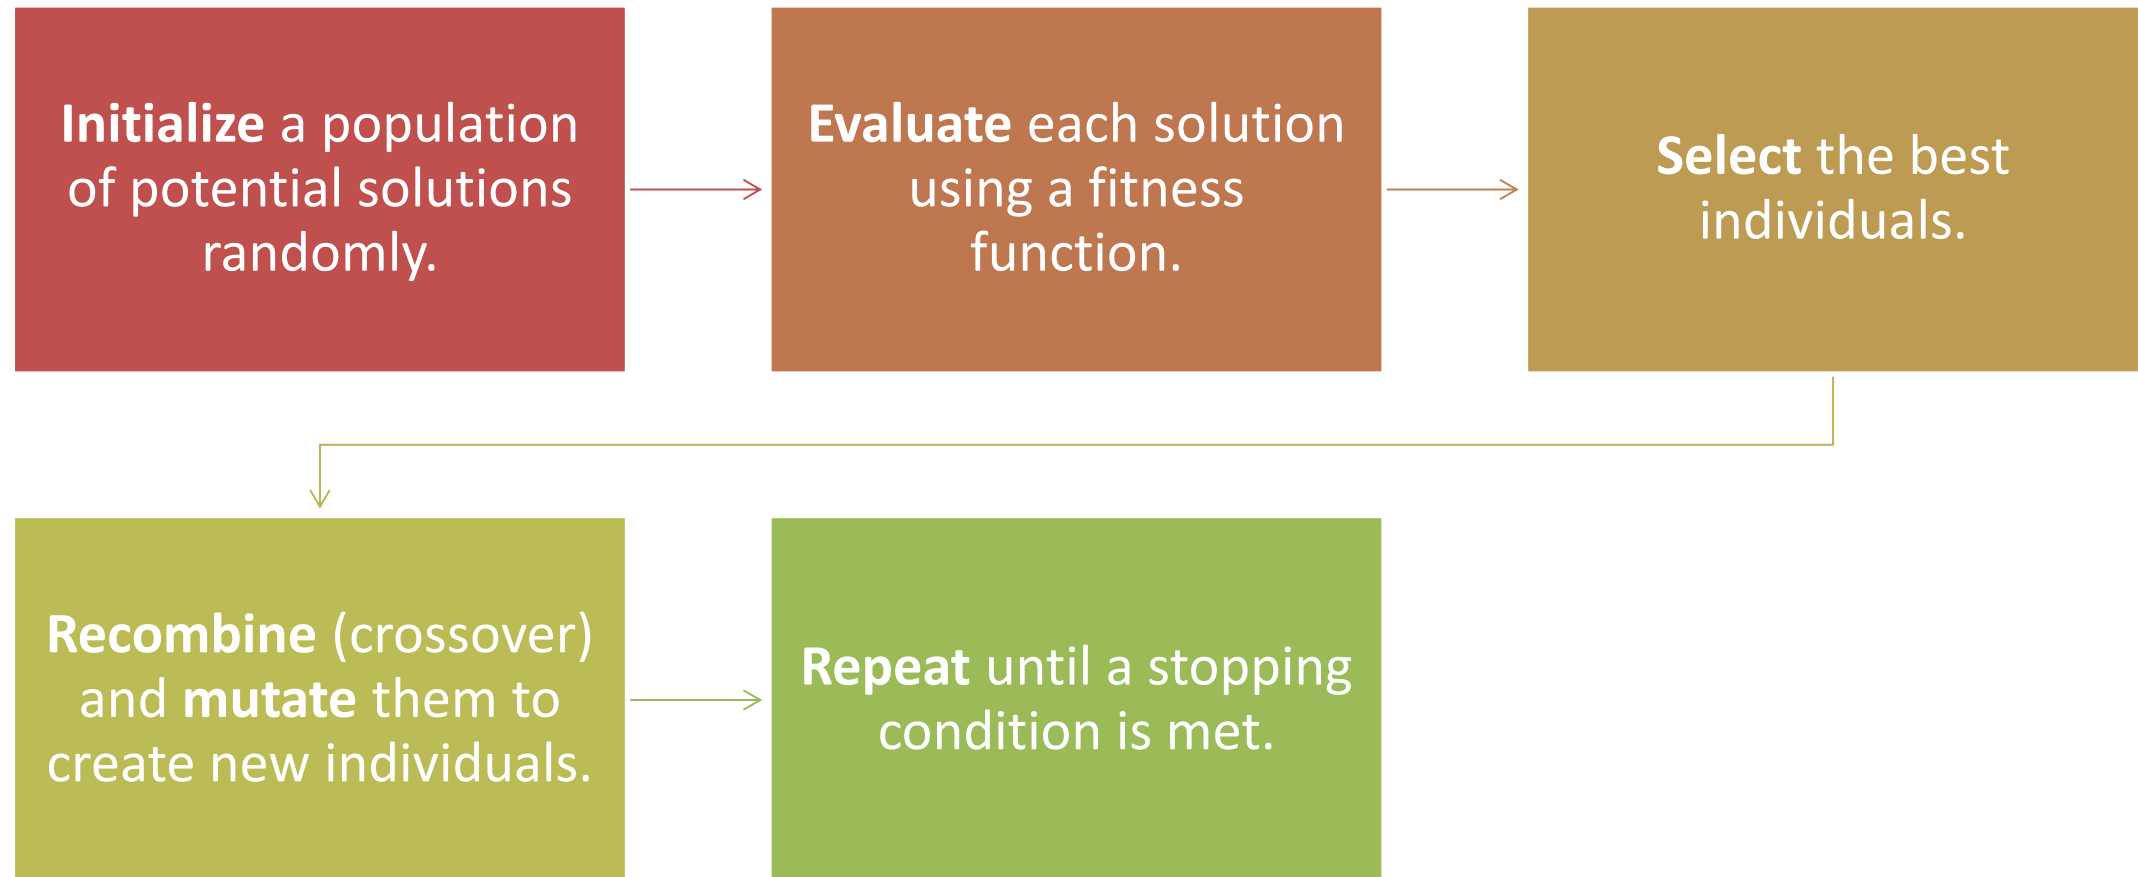 Initialize a population
of potential solutions
randomly.
Evaluate each solution
using a fitness
function.
Select the best
individuals.
Recombine (crossover)
and mutate them to
create new individuals.
Repeat until a stopping
condition is met.